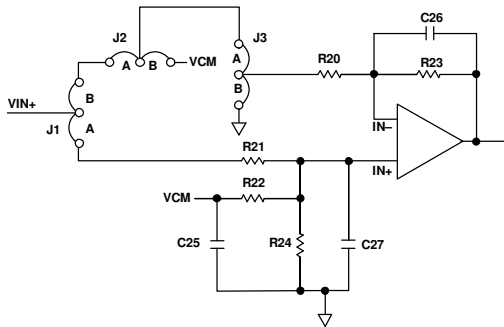 C26
J2
J3
A
B
VCM
A
R20
R23
B
B
VIN+
IN–
J1
A
R21
IN+
VCM
R22
C25
R24
C27